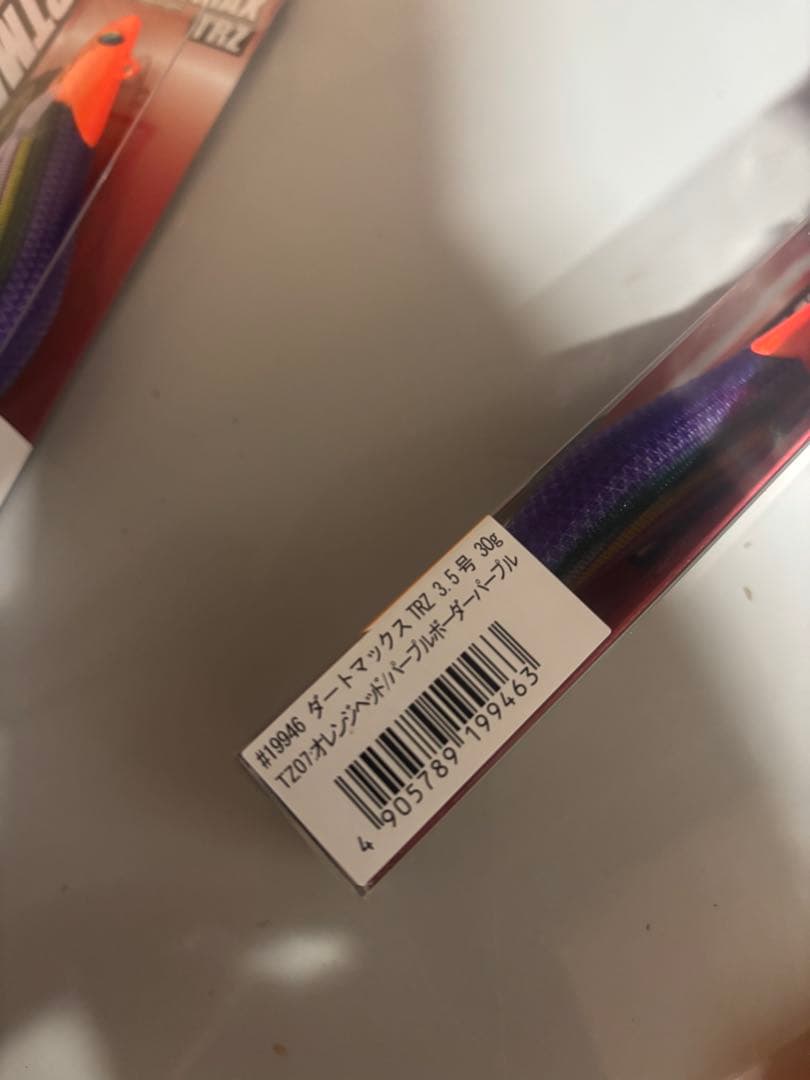 TRZ
#19946 ダートマックス TRZ 3.5号 30g
TZ07:オレンジヘッド/パープルボーダーパープル
4 905789 199463